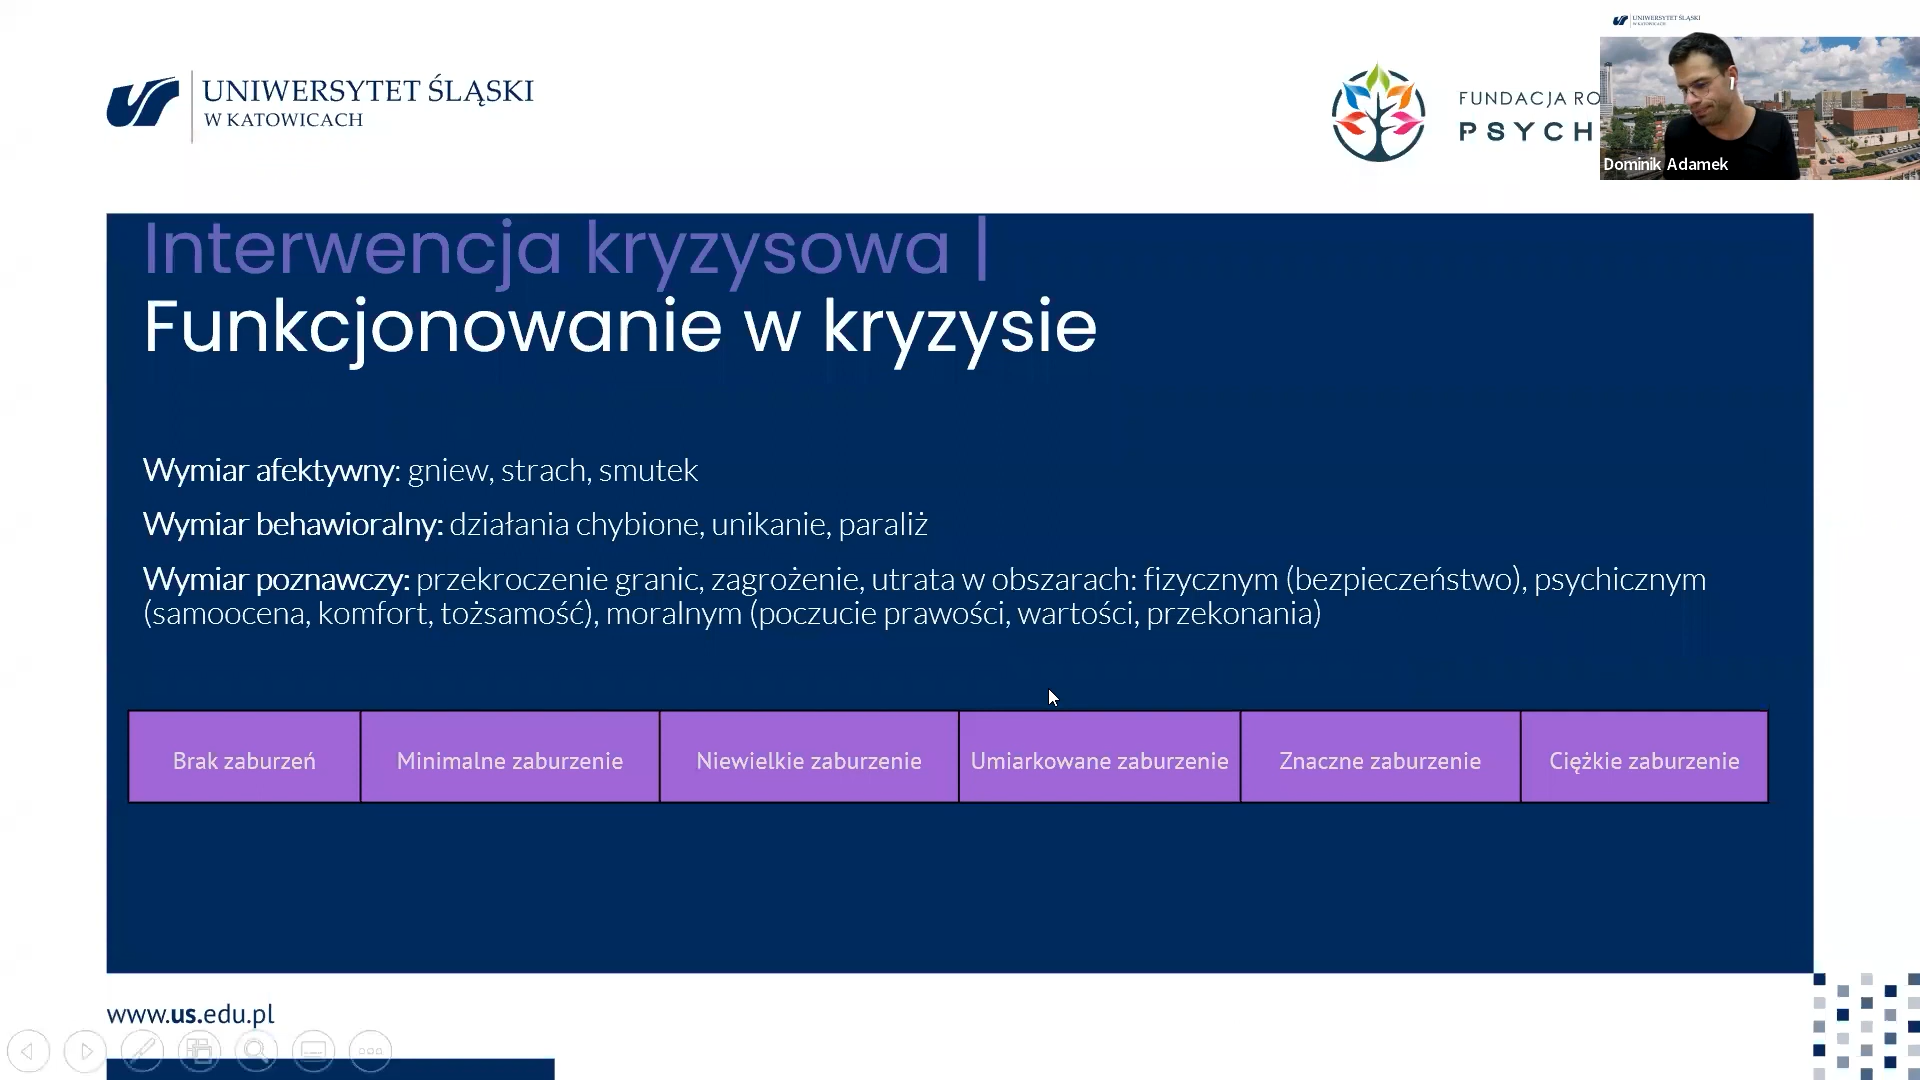 UNIWERSYTET ŚLĄSKI
W KATOWICACH
FUNDACJA RO
PSYCH
UNIWERSYTET ŚLĄSKI
W KATOWICACH
Dominik Adamek
Interwencja kryzysowa |
Funkcjonowanie w kryzysie
Wymiar afektywny: gniew, strach, smutek
Wymiar behawioralny: działania chybione, unikanie, paraliż
Wymiar poznawczy: przekroczenie granic, zagrożenie, utrata w obszarach: fizycznym (bezpieczeństwo), psychicznym
(samoocena, komfort, tożsamość), moralnym (poczucie prawości, wartości, przekonania)
Brak zaburzeń Minimalne zaburzenie Niewielkie zaburzenie Umiarkowane zaburzenie Znaczne zaburzenie Ciężkie zaburzenie
www.us.edu.pl